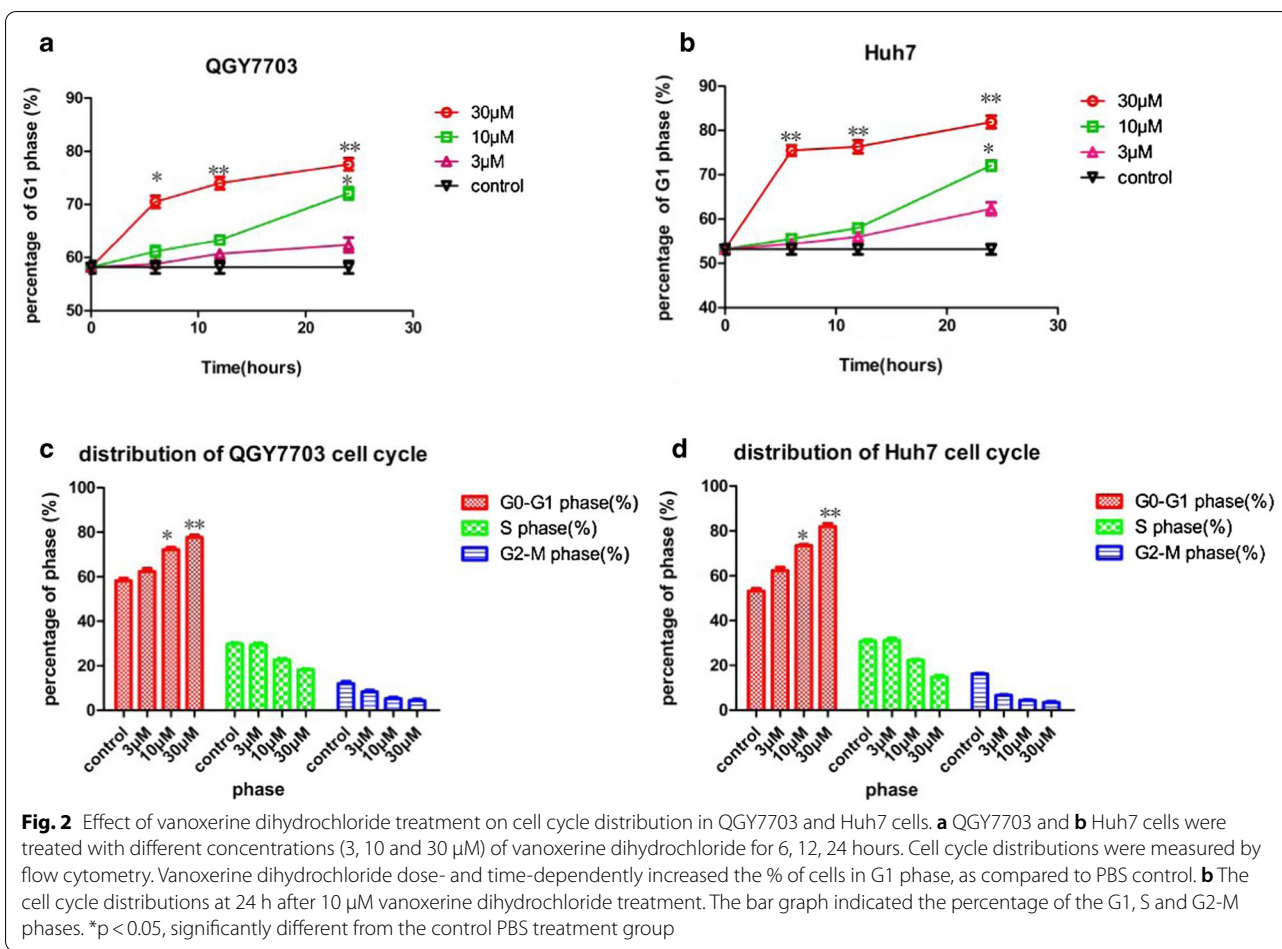 a
QGY7703
percentage of G1 phase (%)
90
80
70
60
50
0
10
20
30
Time(hours)
*
**
**
*
30µM
10µM
3µM
control
b
Huh7
percentage of G1 phase (%)
90
80
70
60
50
40
0
10
20
30
Time(hours)
**
**
**
*
30µM
10µM
3µM
control
c distribution of QGY7703 cell cycle
percentage of phase (%)
100
80
60
40
20
0
*
**
control
3µM
10µM
30µM
control
3µM
10µM
30µM
control
3µM
10µM
30µM
phase
G0-G1 phase(%)
S phase(%)
G2-M phase(%)
d distribution of Huh7 cell cycle
percentage of phase (%)
100
80
60
40
20
0
*
**
control
3µM
10µM
30µM
control
3µM
10µM
30µM
control
3µM
10µM
30µM
phase
G0-G1 phase(%)
S phase(%)
G2-M phase(%)
Fig. 2 Effect of vanoxerine dihydrochloride treatment on cell cycle distribution in QGY7703 and Huh7 cells. a QGY7703 and b Huh7 cells were
treated with different concentrations (3, 10 and 30 µM) of vanoxerine dihydrochloride for 6, 12, 24 hours. Cell cycle distributions were measured by
flow cytometry. Vanoxerine dihydrochloride dose- and time-dependently increased the % of cells in G1 phase, as compared to PBS control. b The
cell cycle distributions at 24 h after 10 µM vanoxerine dihydrochloride treatment. The bar graph indicated the percentage of the G1, S and G2-M
phases. *p < 0.05, significantly different from the control PBS treatment group